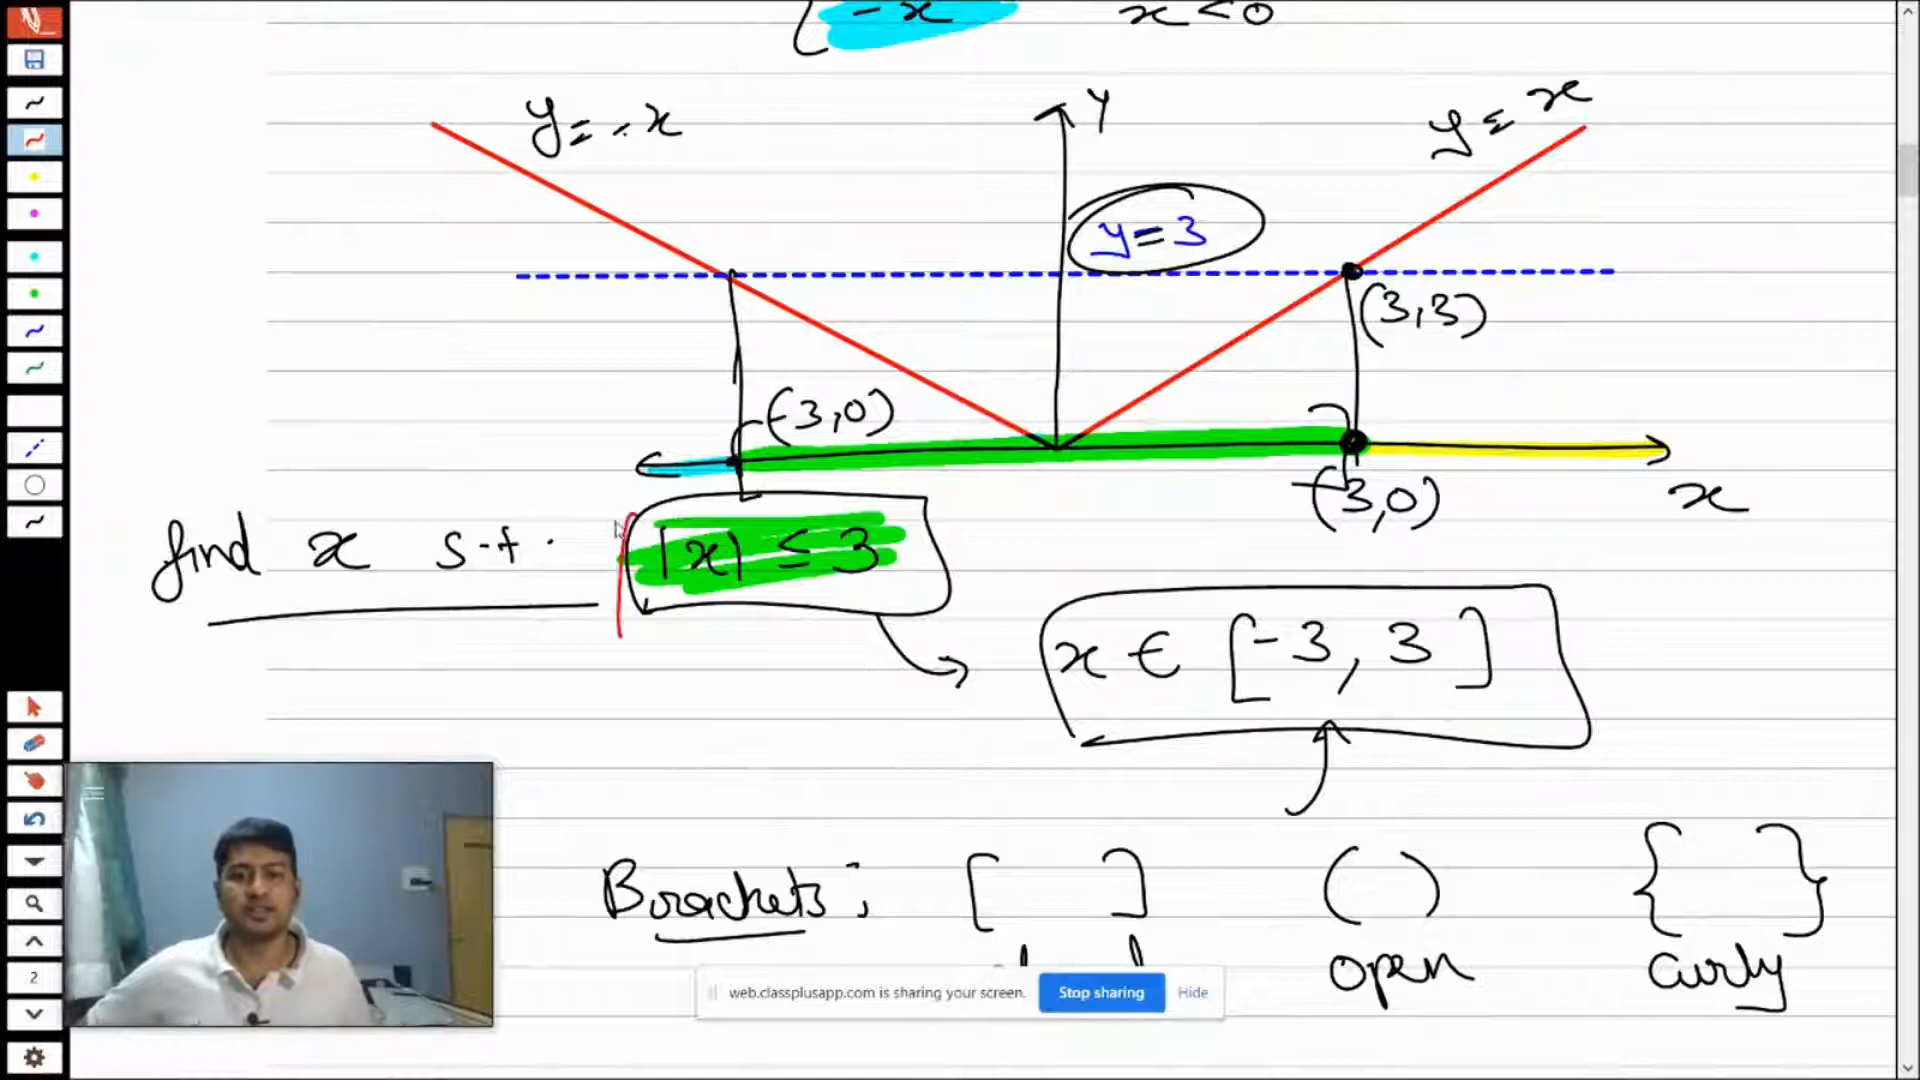 -x x<0
y=-x
Y
y=x
y=3
(3,3)
(-3,0)
(3,0)
x
find x s.t. |x| ≤ 3
x ∈ [-3, 3]
Brackets: [ ] ( ) { }
open curly
web.classplusapp.com is sharing your screen. Stop sharing Hide
2